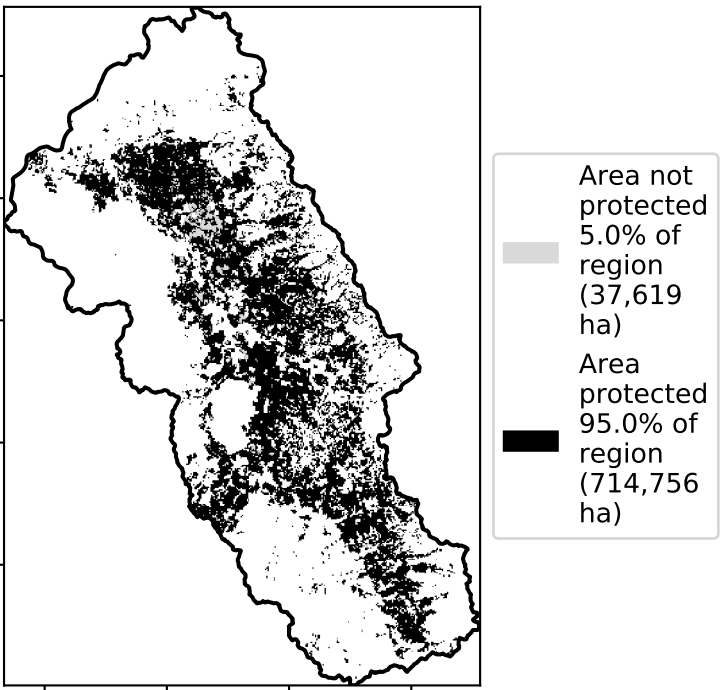 Area not
protected
5.0% of
region
(37,619
ha)
Area
protected
95.0% of
region
(714,756
ha)